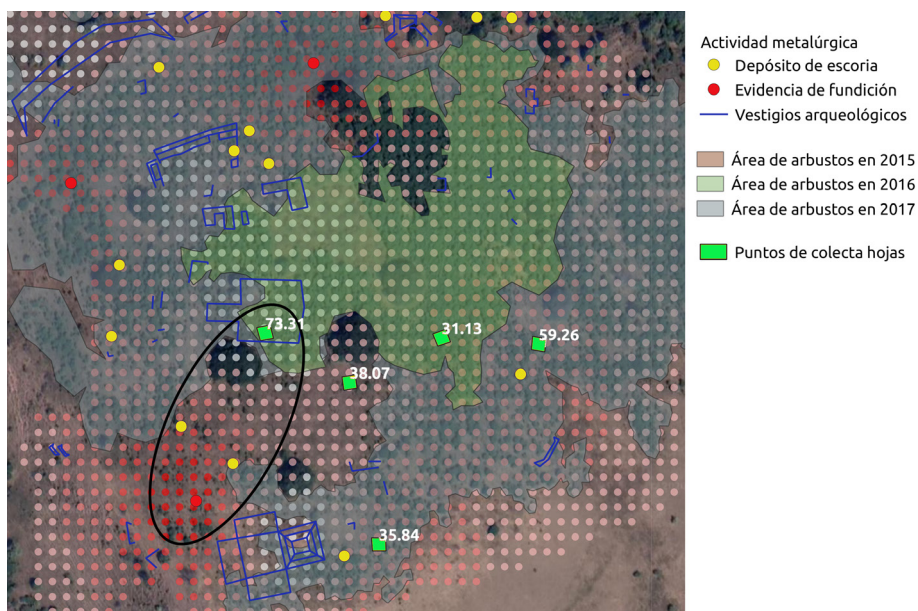 Actividad metalúrgica
Depósito de escoria
Evidencia de fundición
Vestigios arqueológicos
Área de arbustos en 2015
Área de arbustos en 2016
Área de arbustos en 2017
Puntos de colecta hojas
73.31
31.13
59.26
38.07
35.84